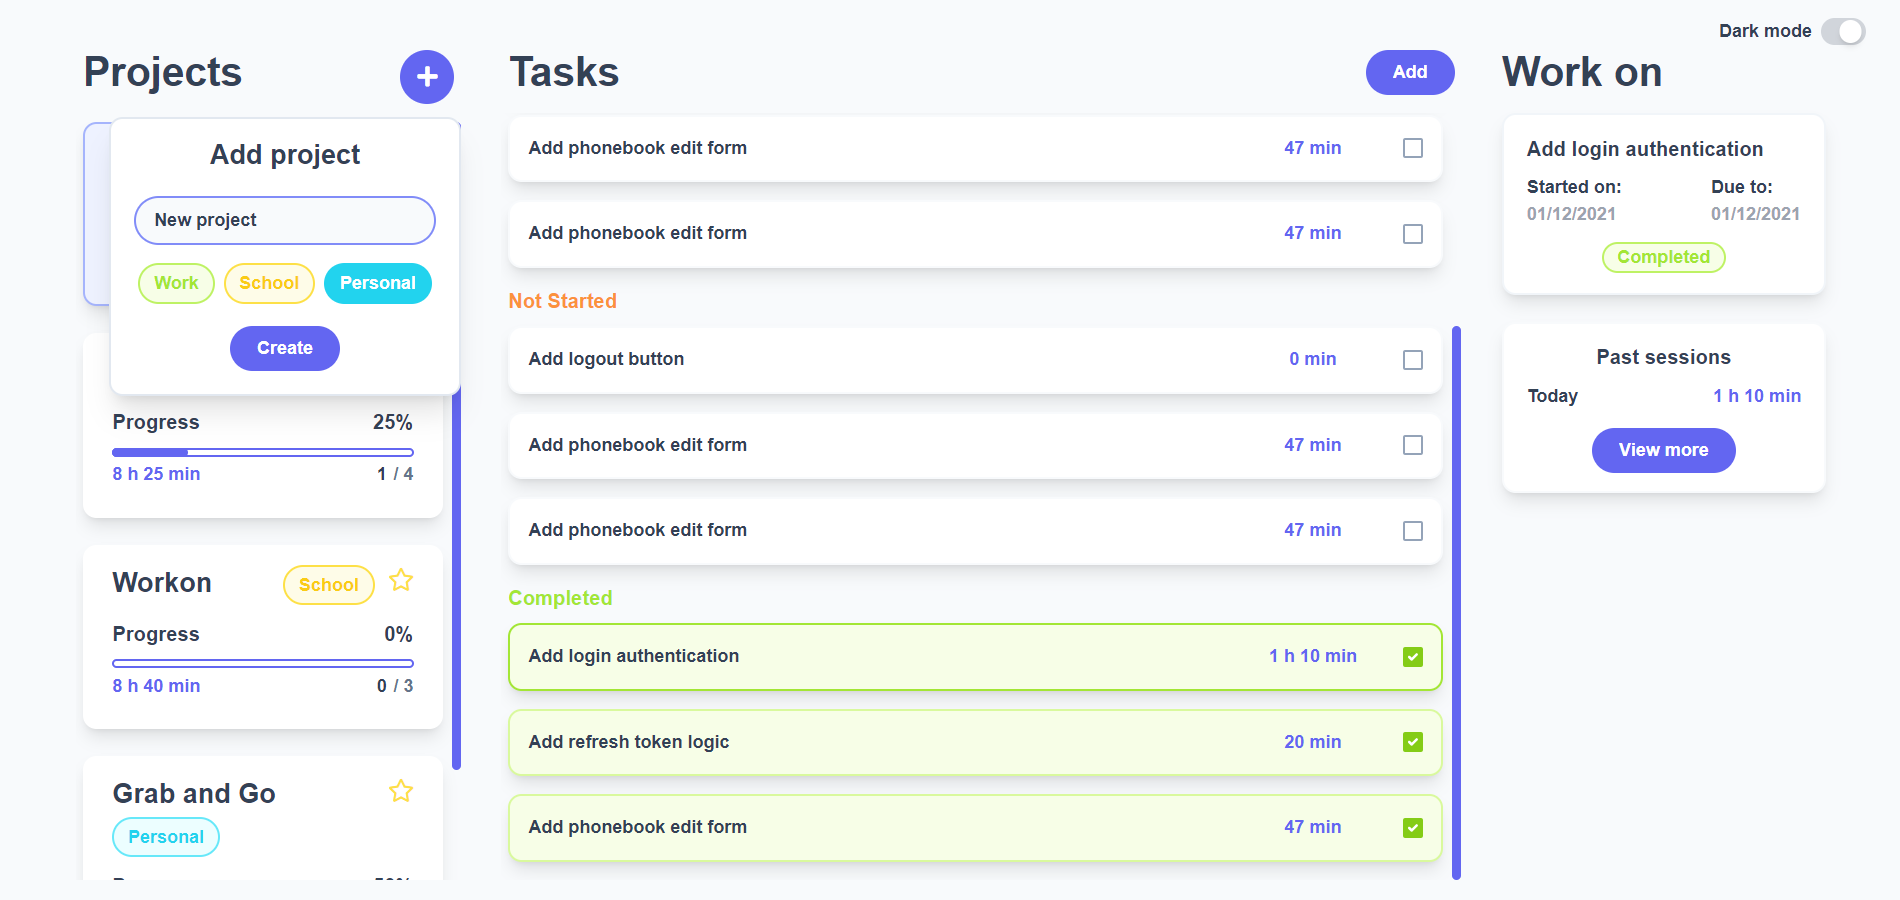 Dark mode
Projects
Add project
New project
Work School Personal
Create
Progress 25%
8 h 25 min 1 / 4
Workon School
Progress 0%
8 h 40 min 0 / 3
Grab and Go
Personal
Tasks Add
Add phonebook edit form 47 min
Add phonebook edit form 47 min
Not Started
Add logout button 0 min
Add phonebook edit form 47 min
Add phonebook edit form 47 min
Completed
Add login authentication 1 h 10 min
Add refresh token logic 20 min
Add phonebook edit form 47 min
Work on
Add login authentication
Started on: Due to:
01/12/2021 01/12/2021
Completed
Past sessions
Today 1 h 10 min
View more